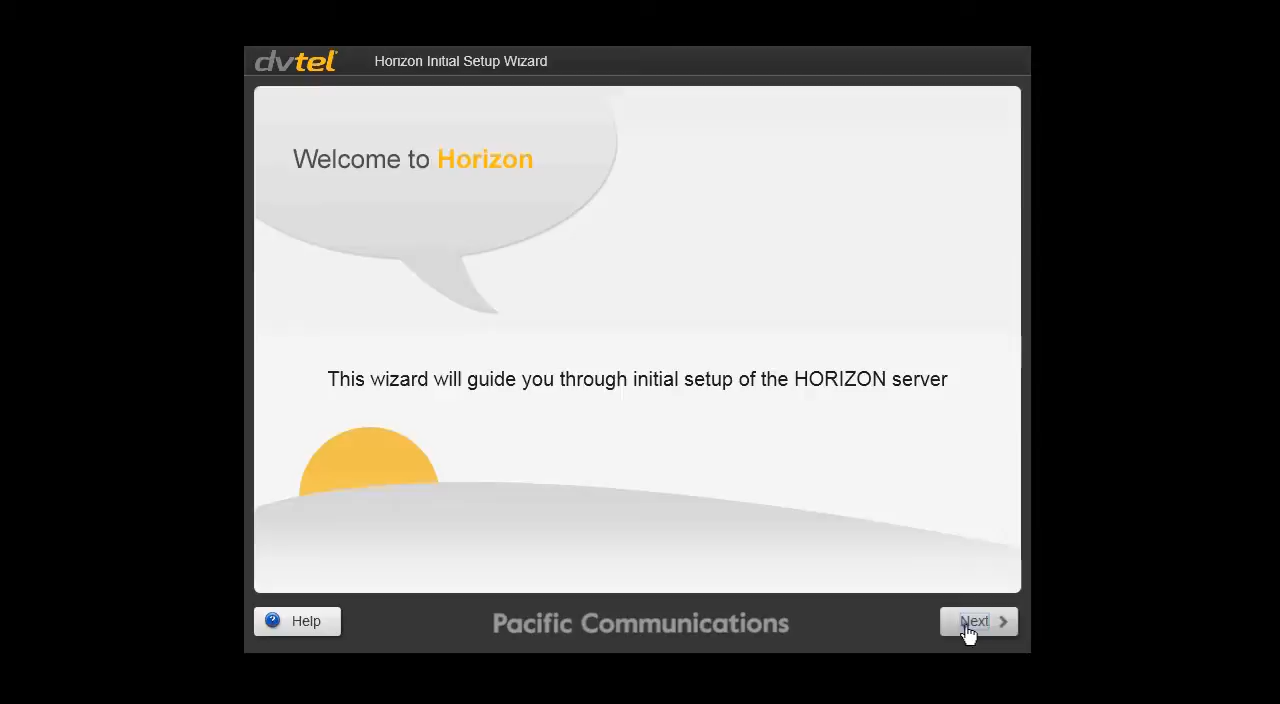 dvtel
Horizon Initial Setup Wizard
Welcome to Horizon
This wizard will guide you through initial setup of the HORIZON server
? Help
Pacific Communications
Next